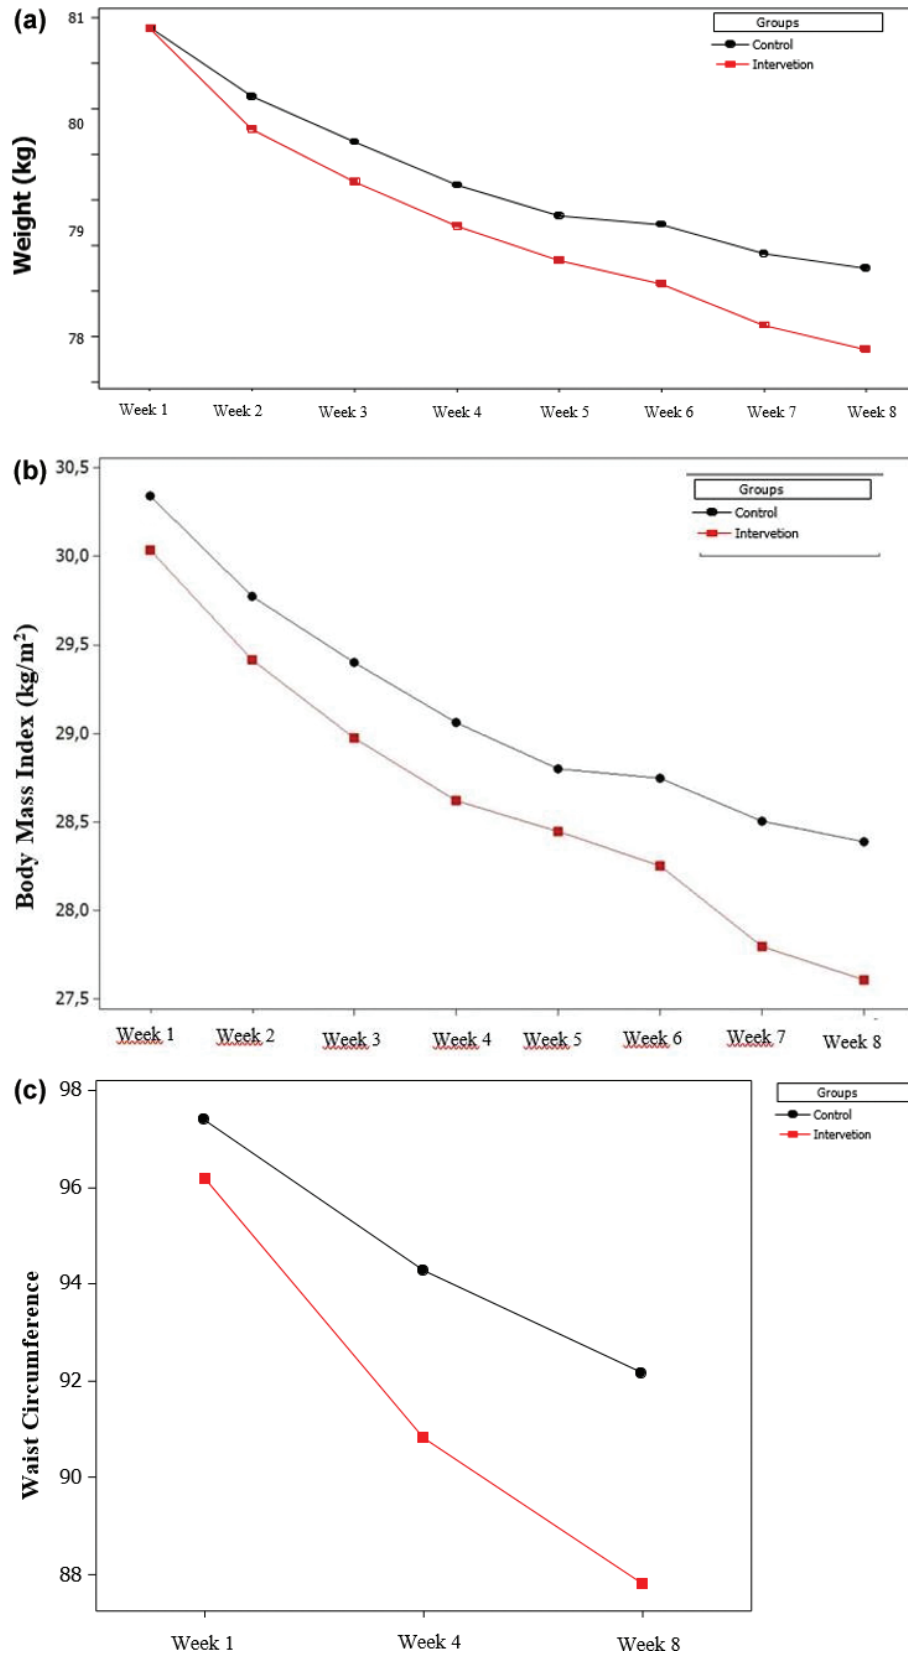 (a)
81
80
79
78
Weight (kg)
Groups
Control
Intervetion
Week 1
Week 2
Week 3
Week 4
Week 5
Week 6
Week 7
Week 8
(b)
30,5
30,0
29,5
29,0
28,5
28,0
27,5
Body Mass Index (kg/m²)
Groups
Control
Intervetion
Week 1
Week 2
Week 3
Week 4
Week 5
Week 6
Week 7
Week 8
(c)
98
96
94
92
90
88
Waist Circumference
Groups
Control
Intervetion
Week 1
Week 4
Week 8